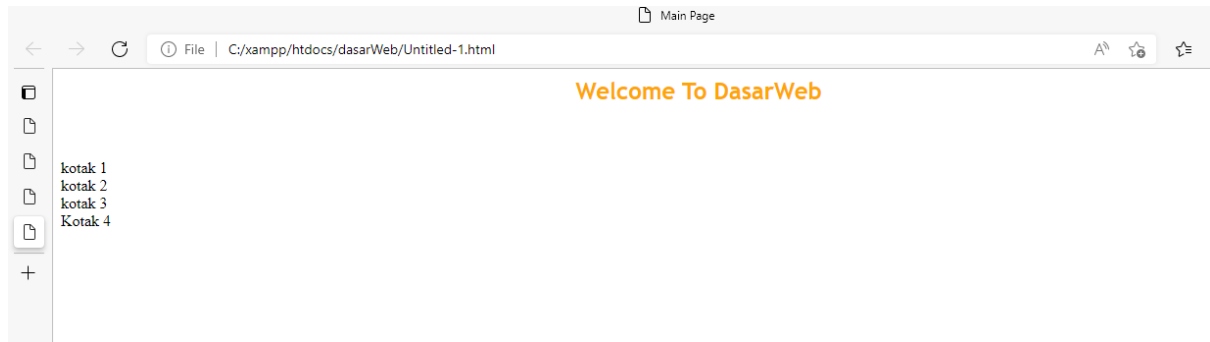 Main Page
File | C:/xampp/htdocs/dasarWeb/Untitled-1.html
Welcome To DasarWeb
kotak 1
kotak 2
kotak 3
Kotak 4